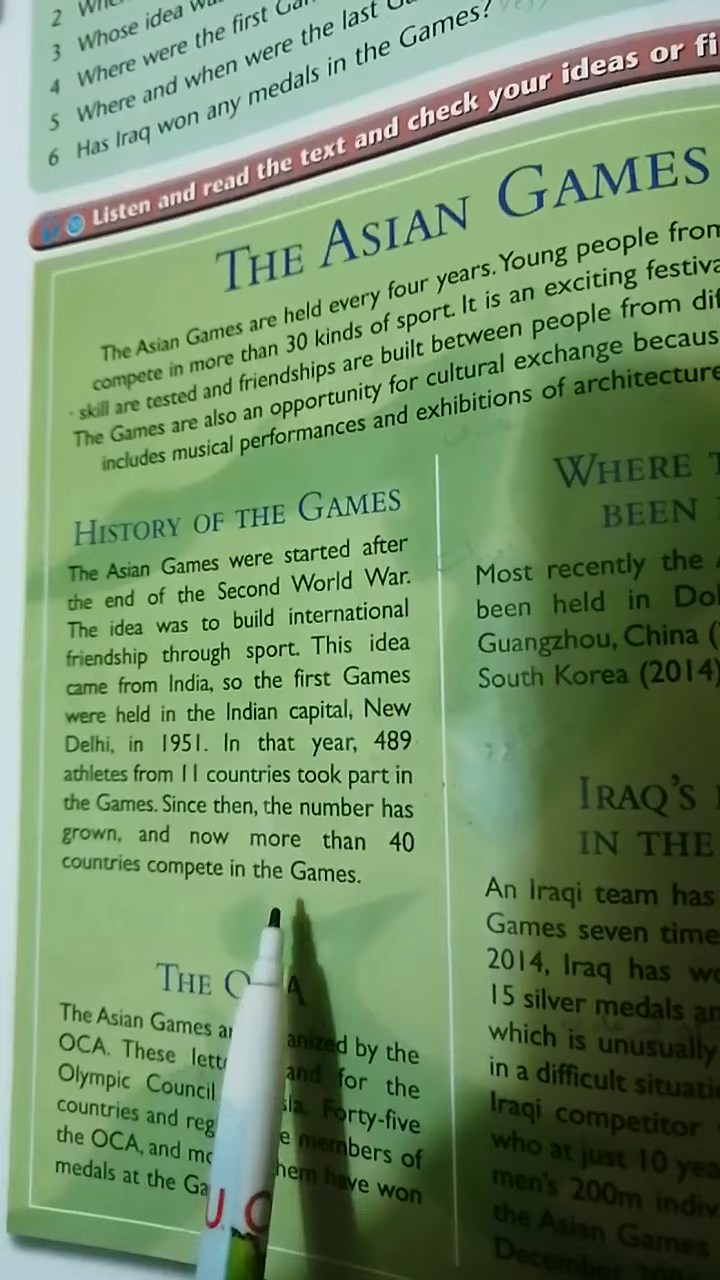 2
3 Whose idea
4 Where were the first
5 Where and when were the last
6 Has Iraq won any medals in the Games?
Listen and read the text and check your ideas or
THE ASIAN GAMES
The Asian Games are held every four years. Young people from
compete in more than 30 kinds of sport. It is an exciting
skill are tested and friendships are built between people from
The Games are also an opportunity for cultural exchange
includes musical performances and exhibitions of architecture
HISTORY OF THE GAMES
The Asian Games were started after
the end of the Second World War.
The idea was to build international
friendship through sport. This idea
came from India, so the first Games
were held in the Indian capital, New
Delhi, in 1951. In that year, 489
athletes from 11 countries took part in
the Games. Since then, the number has
grown, and now more than 40
countries compete in the Games.
THE
The Asian Games by the
OCA. These for the
Olympic Council Forty-five
countries and members of
the OCA, and have won
medals at the
WHERE
BEEN
Most recently the
been held in
Guangzhou, China (
South Korea (2014)
IRAQ'S
IN THE
An Iraqi team has
Games seven
2014, Iraq has
15 silver medals
which is unusually
in a difficult
Iraqi competitor
who at just 10
men's 200m
the Asian Games
December
U.C